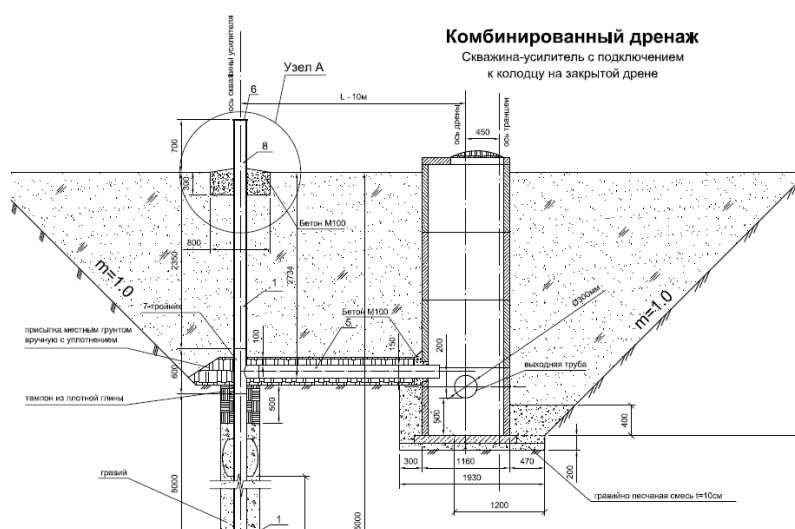 Комбинированный дренаж
Скважина-усилитель с подключением
к колодцу на закрытой дрене
ось скважины усилителя
Узел А
6
L - 10м
ось дрены
ось траншеи
450
700
8
300
Бетон М100
800
2350
2734
m=1.0
1
Ø300мм
m=1.0
7-тройник
Бетон М100
5
присыпка местным грунтом
вручную с уплотнением
100
150
200
выходная труба
600
тампон из плотной глины
500
500
400
300
1160
470
200
1930
гравий
1200
гравийно песчаная смесь t=10см
8000
1